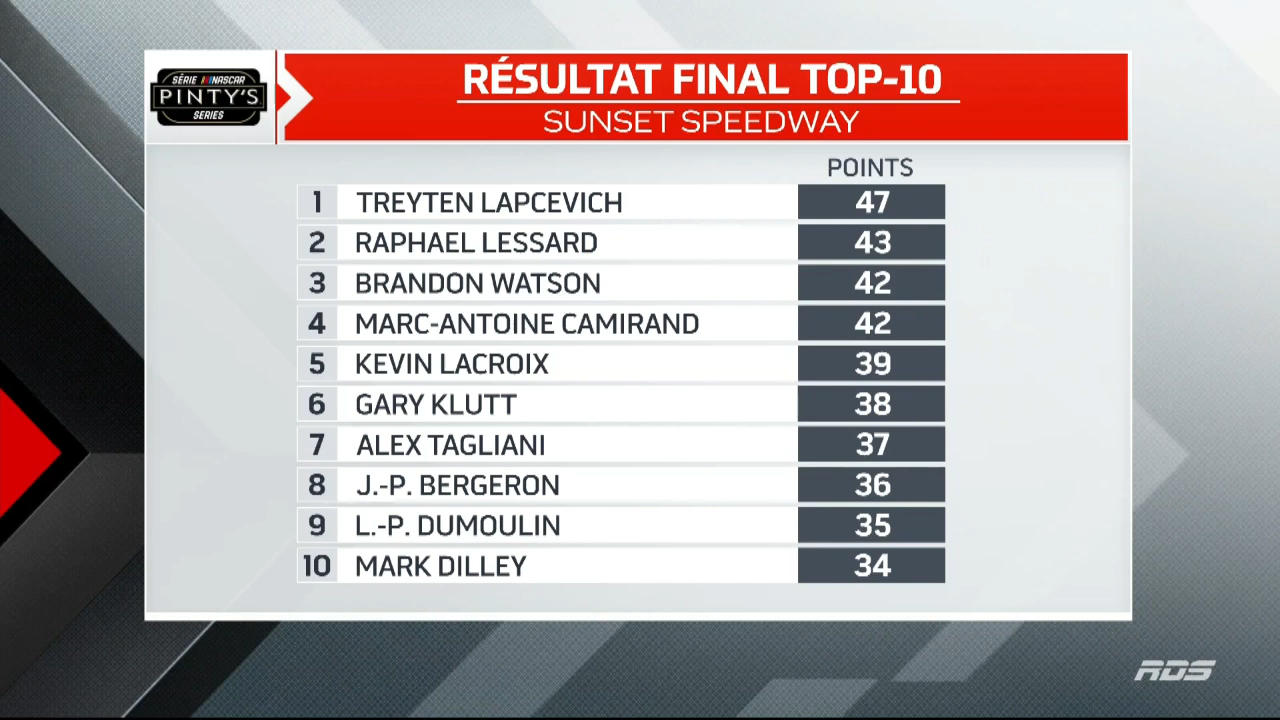 SÉRIE NASCAR
PINTY'S
SERIES
RÉSULTAT FINAL TOP-10
SUNSET SPEEDWAY
POINTS
1 TREYTEN LAPCEVICH 47
2 RAPHAEL LESSARD 43
3 BRANDON WATSON 42
4 MARC-ANTOINE CAMIRAND 42
5 KEVIN LACROIX 39
6 GARY KLUTT 38
7 ALEX TAGLIANI 37
8 J.-P. BERGERON 36
9 L.-P. DUMOULIN 35
10 MARK DILLEY 34
RDS